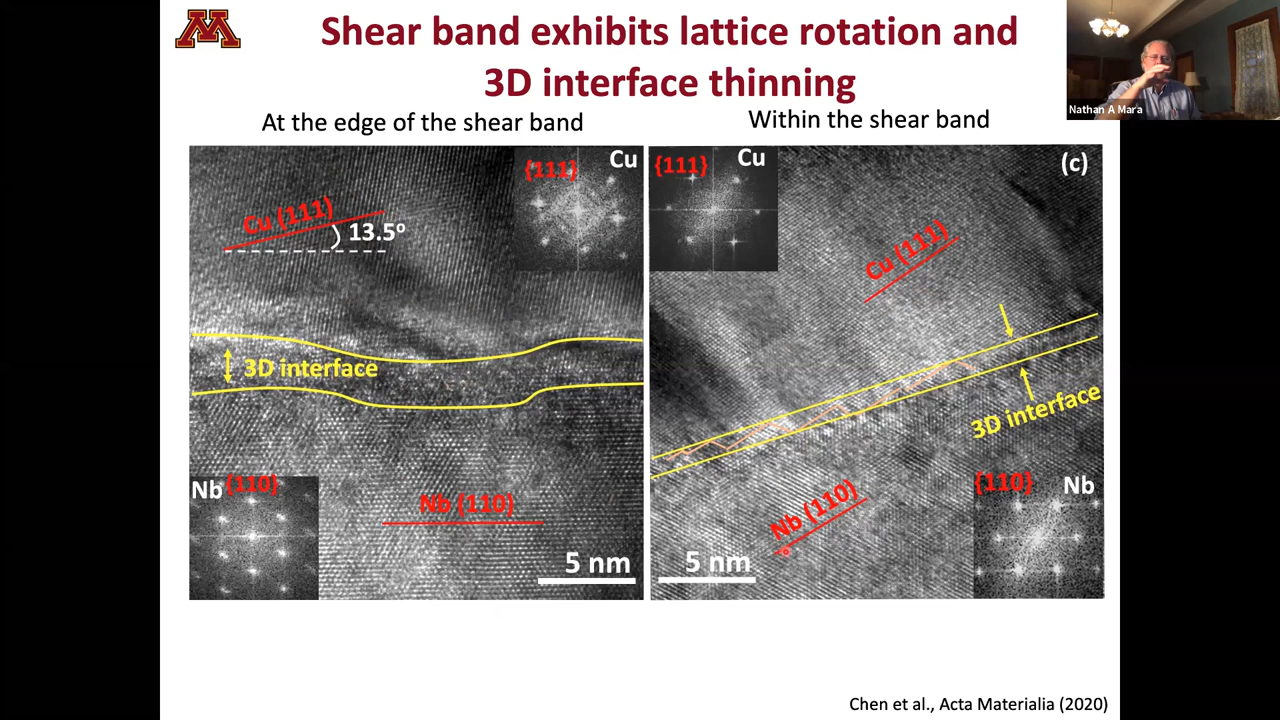 M
Shear band exhibits lattice rotation and
3D interface thinning
Nathan A Mara
At the edge of the shear band
Within the shear band
Cu
{111}
Cu (111)
13.5º
3D interface
Nb {110}
Nb (110)
5 nm
Cu
{111}
(c)
Cu (111)
3D interface
Nb (110)
{110}
Nb
5 nm
Chen et al., Acta Materialia (2020)